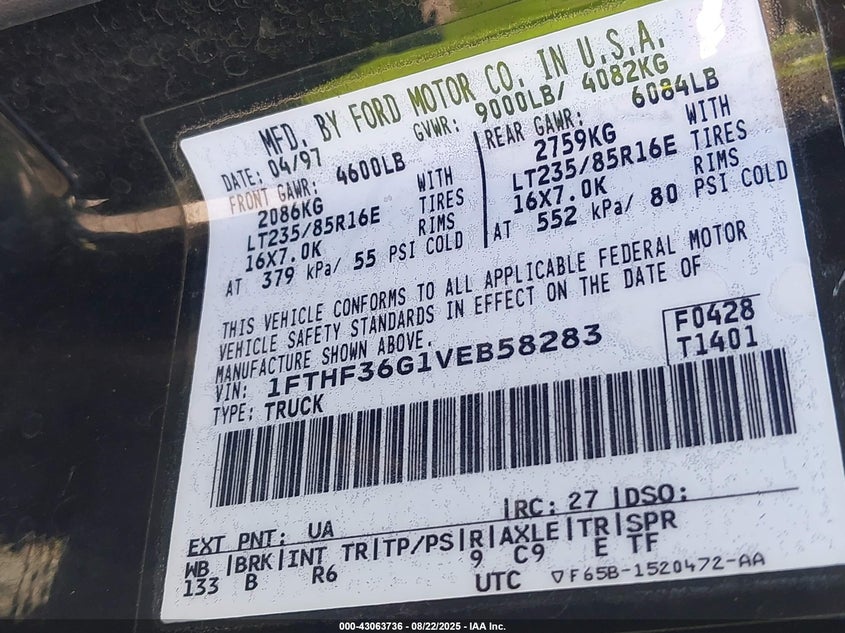 MFD. BY FORD MOTOR CO. IN U.S.A.
DATE: 04/97 GVWR: 9000LB/ 4082KG
FRONT GAWR: 4600LB REAR GAWR: 6084LB
2086KG WITH 2759KG WITH
LT235/85R16E TIRES LT235/85R16E TIRES
16X7.0K RIMS 16X7.0K RIMS
AT 379 kPa/ 55 PSI COLD AT 552 kPa/ 80 PSI COLD
THIS VEHICLE CONFORMS TO ALL APPLICABLE FEDERAL MOTOR
VEHICLE SAFETY STANDARDS IN EFFECT ON THE DATE OF
MANUFACTURE SHOWN ABOVE.
VIN: 1FTHF36G1VEB58283 F0428
TYPE: TRUCK T1401
EXT PNT: UA RC: 27 DSO:
WB BRK INT TR TP/PS R AXLE TR SPR
133 B R6 9 C9 E TF
UTC ▽F65B-1520472-AA
000-43063736 - 08/22/2025 - IAA Inc.